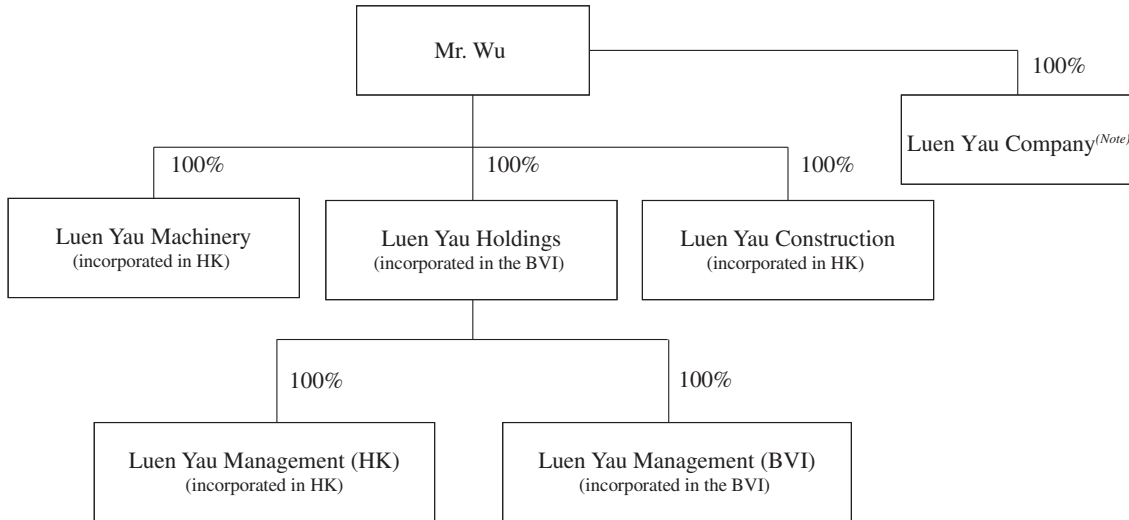 Mr. Wu
100%
Luen Yau Company(Note)
100%
100%
100%
Luen Yau Machinery
(incorporated in HK)
Luen Yau Holdings
(incorporated in the BVI)
Luen Yau Construction
(incorporated in HK)
100%
100%
Luen Yau Management (HK)
(incorporated in HK)
Luen Yau Management (BVI)
(incorporated in the BVI)